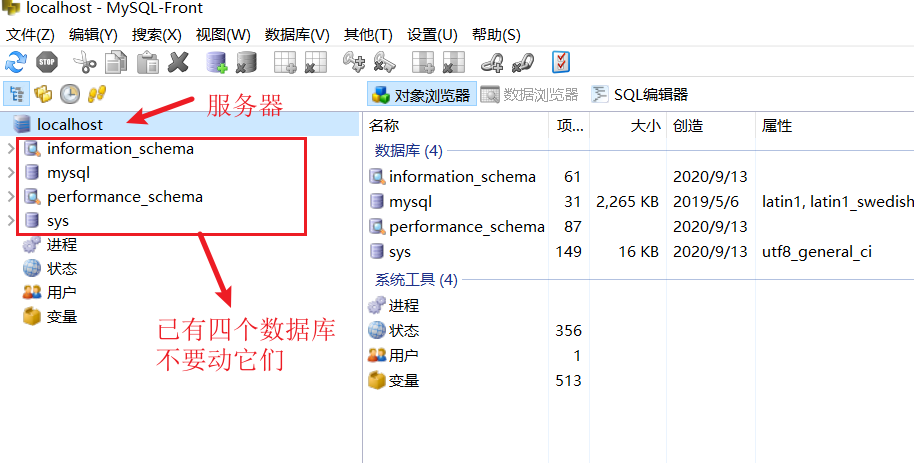 localhost - MySQL-Front
文件(Z) 编辑(Y) 搜索(X) 视图(W) 数据库(V) 其他(T) 设置(U) 帮助(S)
STOP
对象浏览器 数据浏览器 SQL编辑器
localhost
服务器
information_schema
mysql
performance_schema
sys
进程
状态
用户
变量
已有四个数据库
不要动它们
名称 项... 大小 创造 属性
数据库 (4)
information_schema 61 2020/9/13
mysql 31 2,265 KB 2019/5/6 latin1, latin1_swedish
performance_schema 87 2020/9/13
sys 149 16 KB 2020/9/13 utf8_general_ci
系统工具 (4)
进程
状态 356
用户 1
变量 513